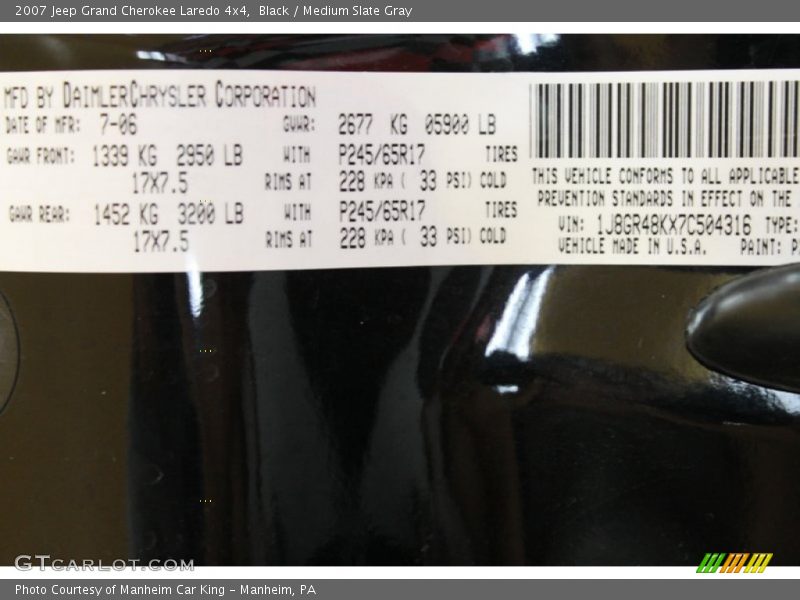 2007 Jeep Grand Cherokee Laredo 4x4, Black / Medium Slate Gray
MFD BY DAIMLERCHRYSLER CORPORATION
DATE OF MFR: 7-06 GVWR: 2677 KG 05900 LB
GAWR FRONT: 1339 KG 2950 LB WITH P245/65R17 TIRES
17X7.5 RIMS AT 228 KPA ( 33 PSI) COLD
GAWR REAR: 1452 KG 3200 LB WITH P245/65R17 TIRES
17X7.5 RIMS AT 228 KPA ( 33 PSI) COLD
THIS VEHICLE CONFORMS TO ALL APPLICABLE
PREVENTION STANDARDS IN EFFECT ON THE
VIN: 1J8GR48KX7C504316 TYPE:
VEHICLE MADE IN U.S.A. PAINT:
GTcarlot.com
Photo Courtesy of Manheim Car King - Manheim, PA